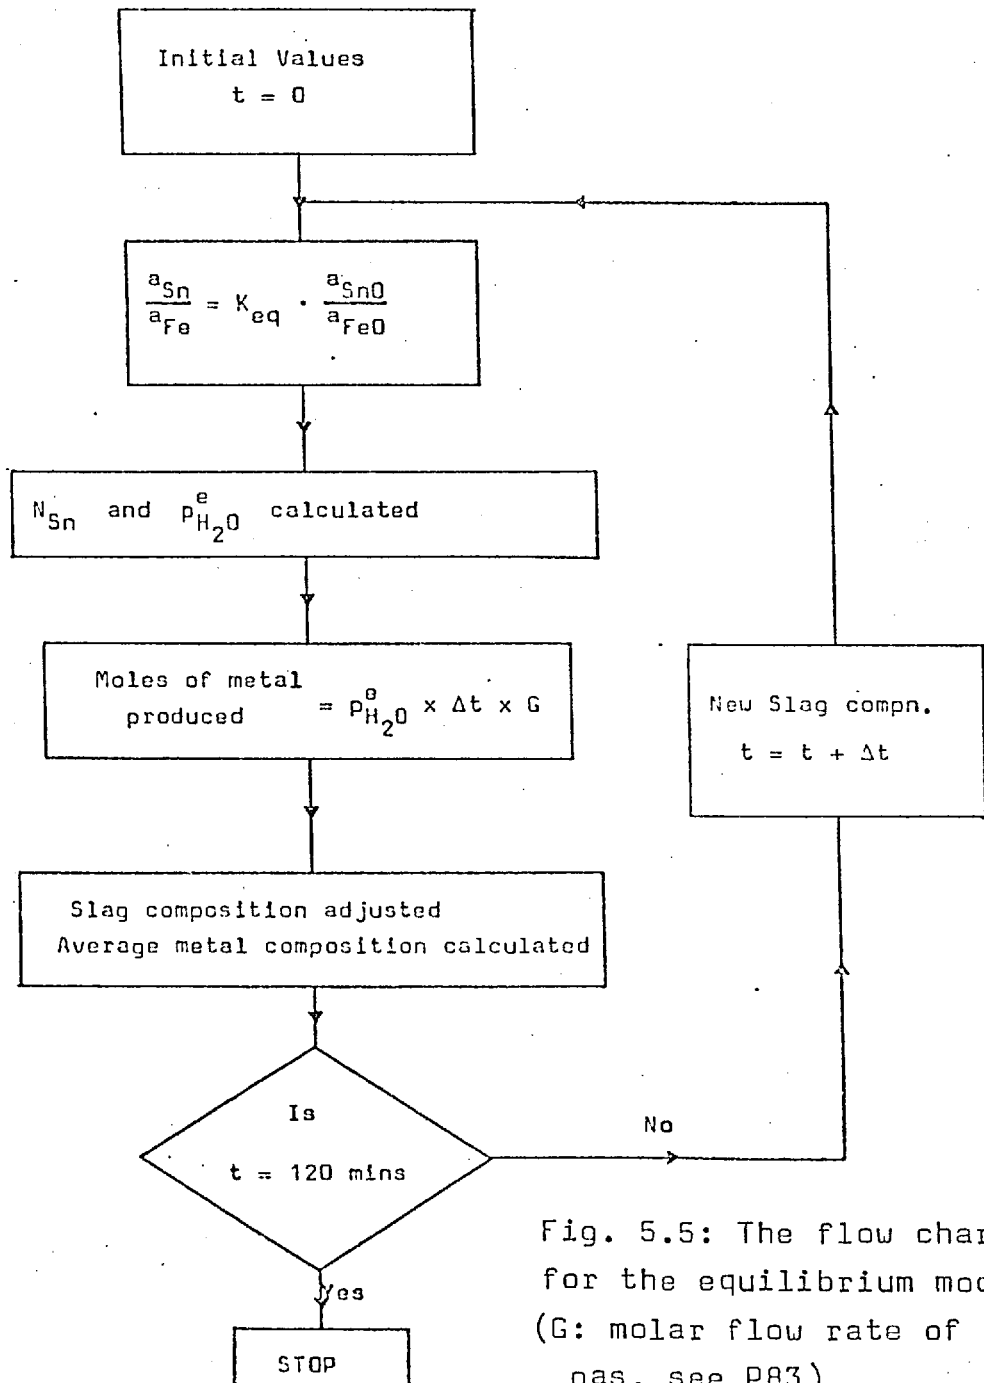 Initial Values
t = 0
a_Sn / a_Fe = K_eq · a_SnO / a_FeO
N_Sn and p^e_H₂O calculated
Moles of metal produced = p^e_H₂O x Δt x G
New Slag compn.
t = t + Δt
Slag composition adjusted
Average metal composition calculated
Is
t = 120 mins
No
Yes
STOP
Fig. 5.5: The flow char
for the equilibrium mod
(G: molar flow rate of
gas, see P83)